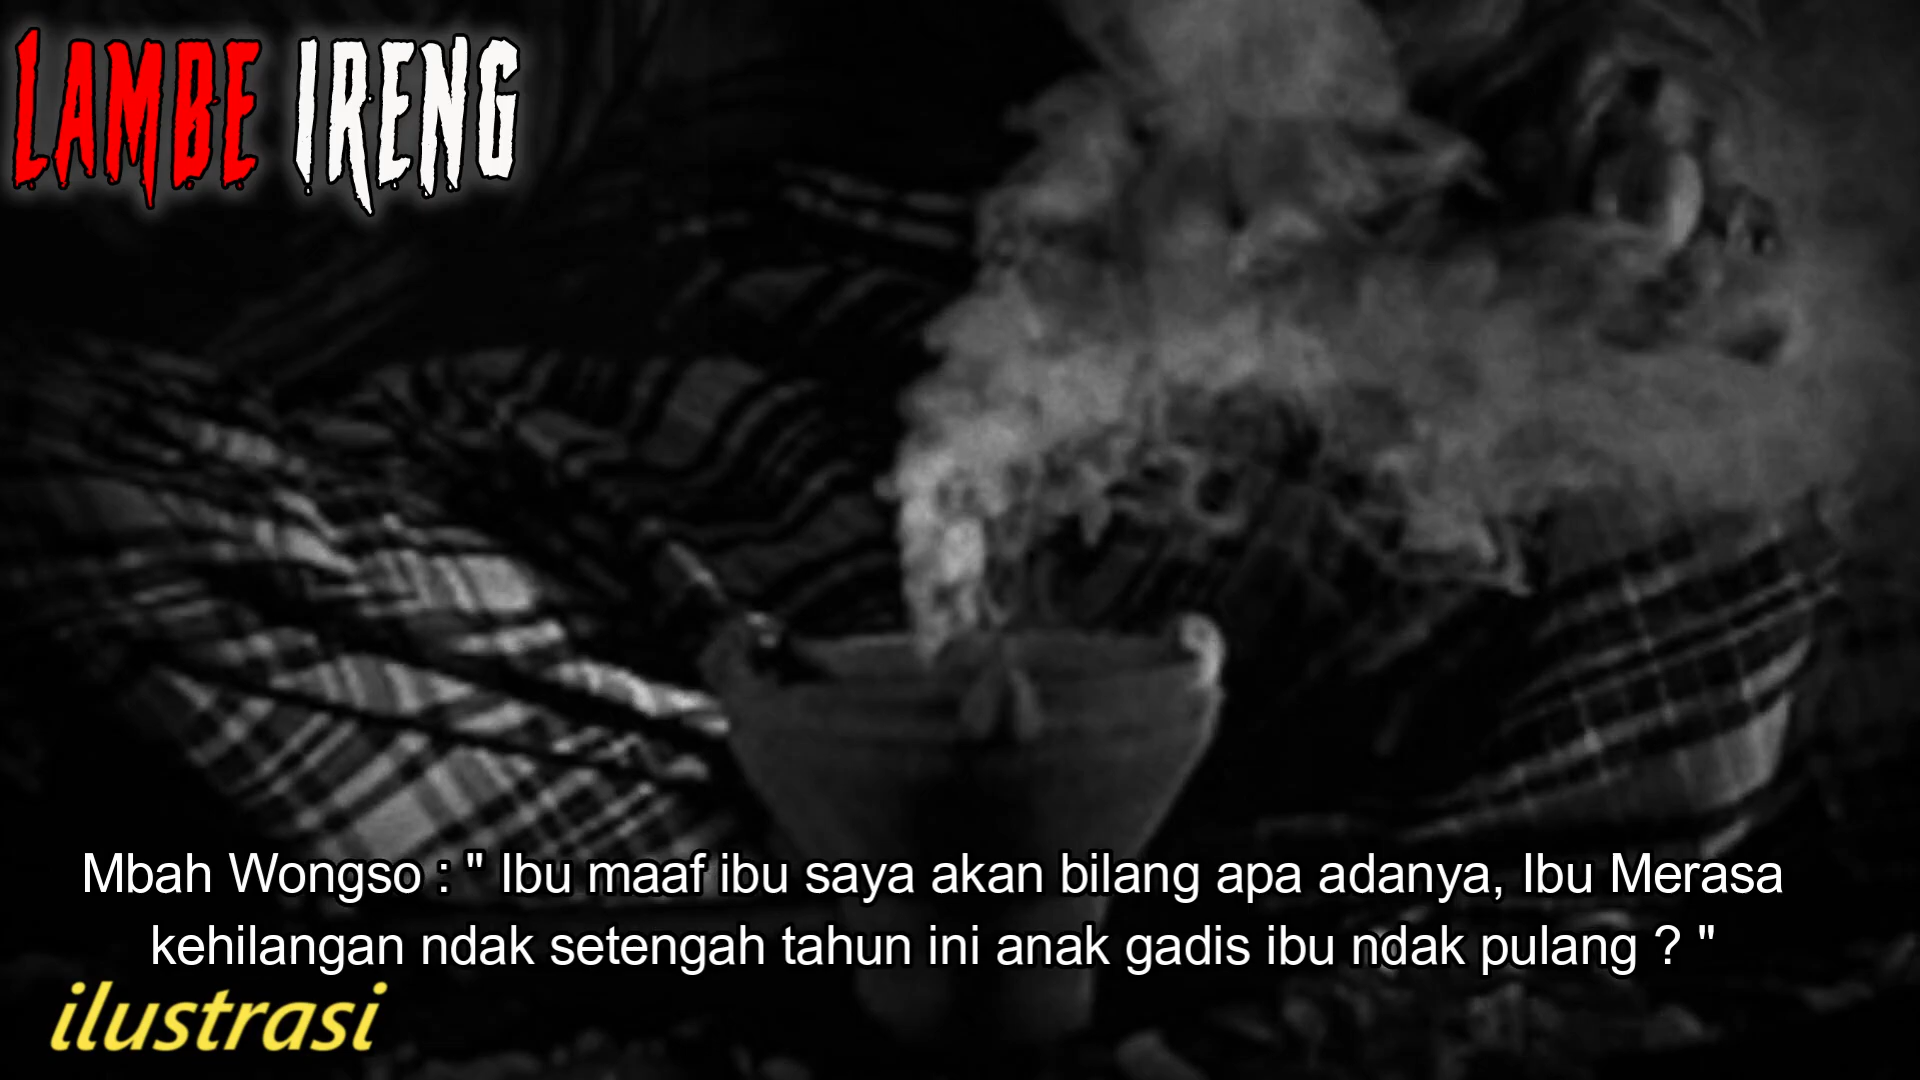 LAMBE IRENG
Mbah Wongso : " Ibu maaf ibu saya akan bilang apa adanya, Ibu Merasa
kehilangan ndak setengah tahun ini anak gadis ibu ndak pulang ? "
ilustrasi